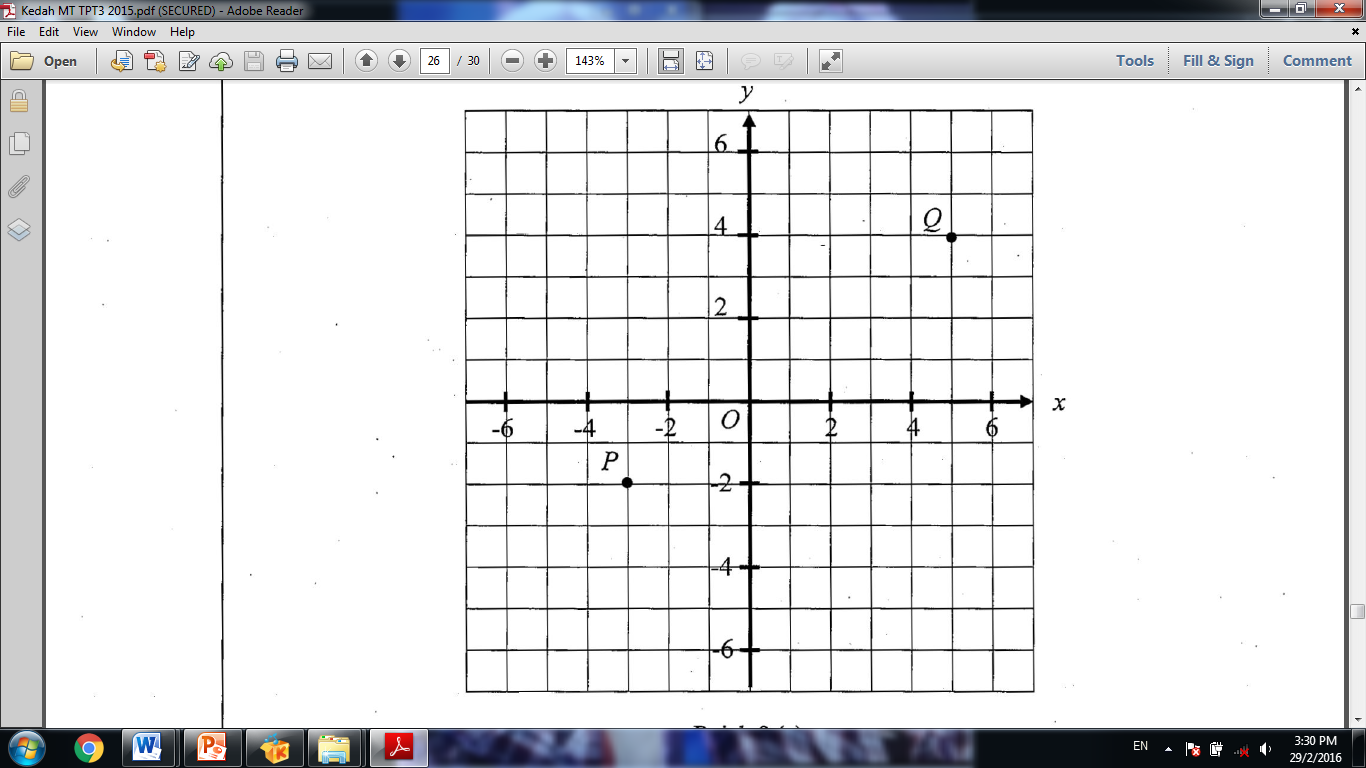 Kedah MT TPT3 2015.pdf (SECURED) - Adobe Reader
File Edit View Window Help
Open 26 / 30 143% Tools Fill & Sign Comment
y
6
Q
4
2
x
-6 -4 -2 O 2 4 6
P
-2
-4
-6
EN 3:30 PM
29/2/2016